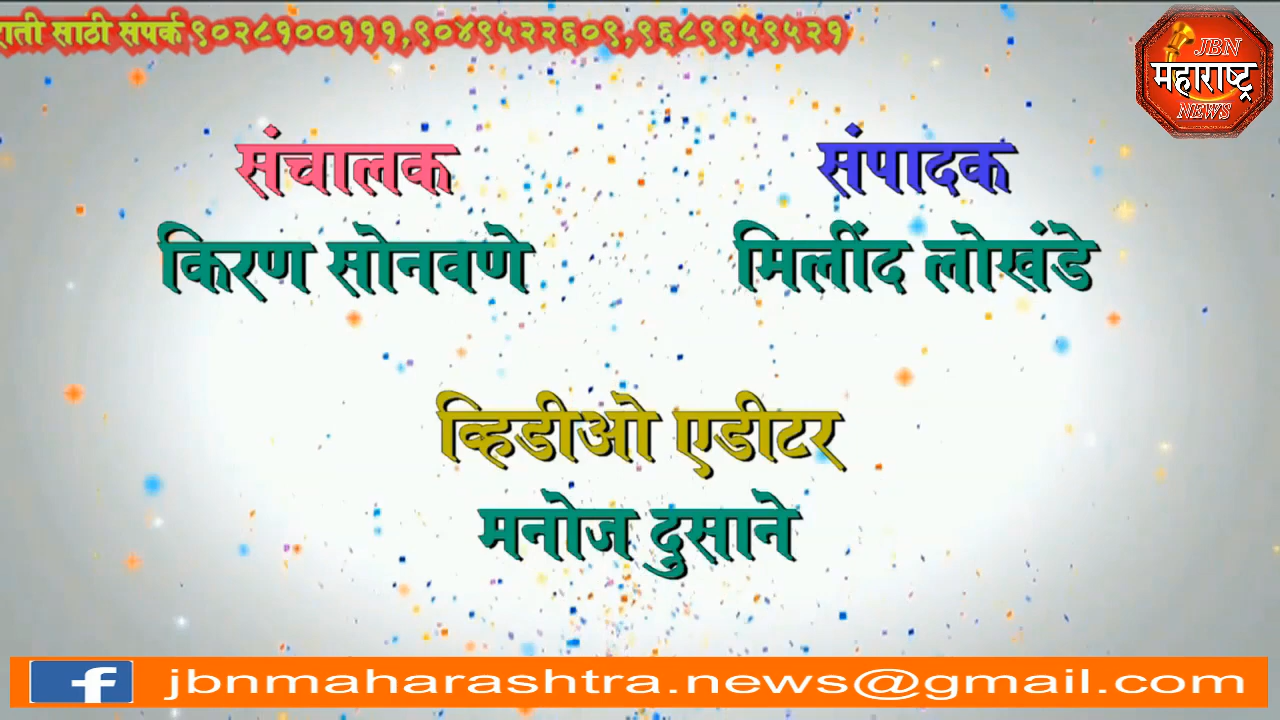 राती साठी संपर्क ९०२८१००१११,९०४९५२२६०९,९६८९९५९५२१
JBN
महाराष्ट्र
NEWS
संचालक
संपादक
किरण सोनवणे
मिलींद लोखंडे
व्हिडीओ एडीटर
मनोज दुसाने
f jbnmaharashtra.news@gmail.com